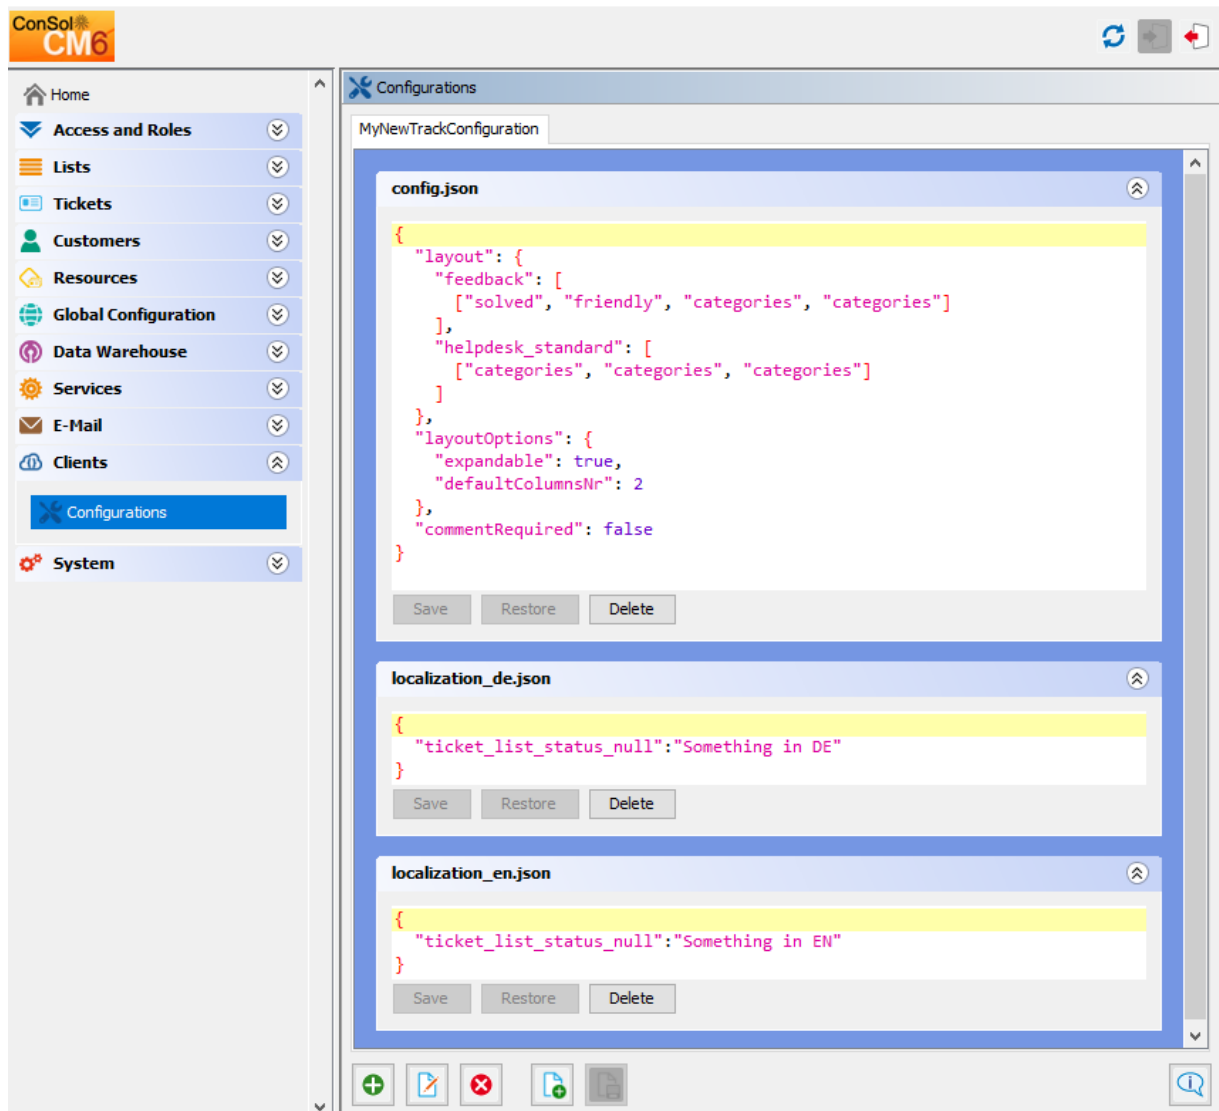 ConSol
CM6
Home
Access and Roles
Lists
Tickets
Customers
Resources
Global Configuration
Data Warehouse
Services
E-Mail
Clients
Configurations
System
Configurations
MyNewTrackConfiguration
config.json
{
"layout": {
"feedback": [
["solved", "friendly", "categories", "categories"]
],
"helpdesk_standard": [
["categories", "categories", "categories"]
]
},
"layoutOptions": {
"expandable": true,
"defaultColumnsNr": 2
},
"commentRequired": false
}
Save Restore Delete
localization_de.json
{
"ticket_list_status_null":"Something in DE"
}
Save Restore Delete
localization_en.json
{
"ticket_list_status_null":"Something in EN"
}
Save Restore Delete